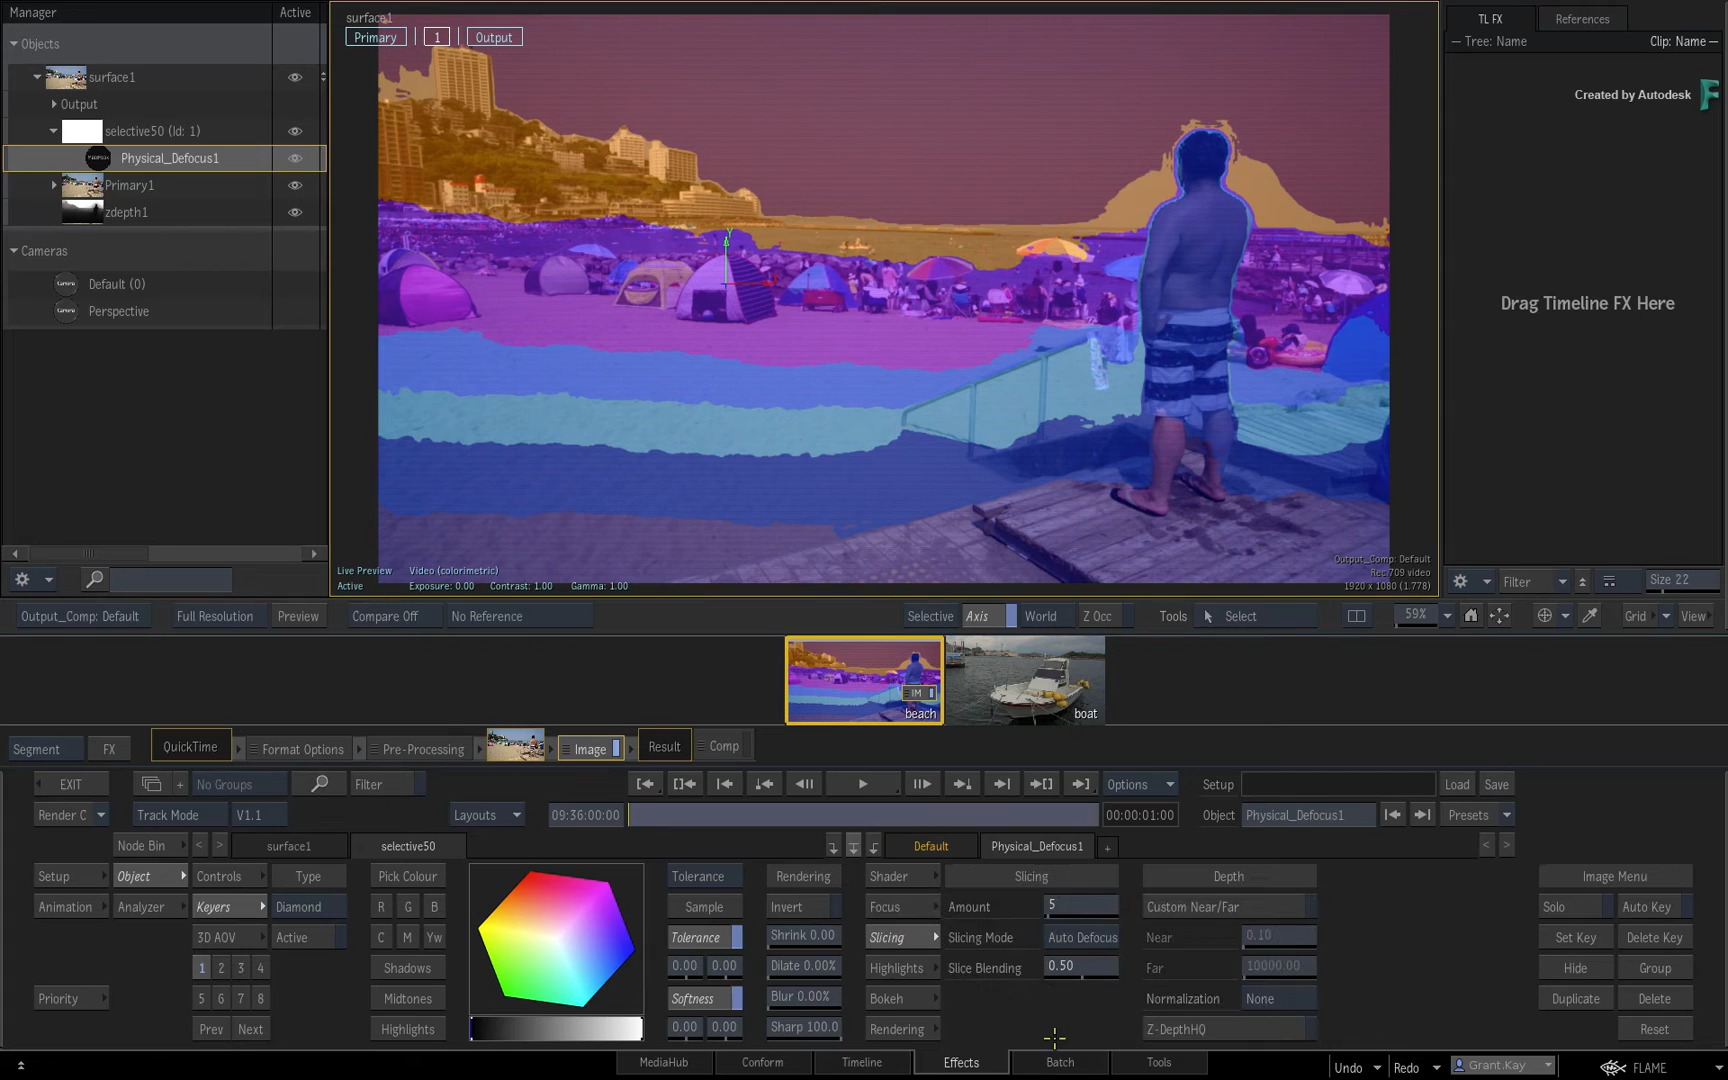 Manager Active
Objects
surface1
Output
selective50 (Id: 1)
Physical_Defocus1
Primary1
zdepth1
Cameras
Default (0)
Perspective
surface1
Primary 1 Output
Y
Live Preview Video (colorimetric)
Active Exposure: 0.00 Contrast: 1.00 Gamma: 1.00
Output_Comp: Default
Rec.709 video
1920 x 1080 (1.778)
TL FX References
Tree: Name Clip: Name
Created by Autodesk
Drag Timeline FX Here
Filter Size 22
Output_Comp: Default Full Resolution Preview Compare Off No Reference Selective Axis World Z Occ Tools Select 59% Grid View
IM
beach boat
Segment FX QuickTime Format Options Pre-Processing Image Result Comp
EXIT No Groups Filter Options Setup Load Save
Render C Track Mode V1.1 Layouts 09:36:00:00 00:00:01:00 Object Physical_Defocus1 Presets
Node Bin < > surface1 selective50 Default Physical_Defocus1 + < >
Setup Object Controls Type Pick Colour Tolerance Rendering Shader Slicing Depth Image Menu
Animation Analyzer Keyers Diamond R G B Sample Invert Focus Amount 5 Custom Near/Far Solo Auto Key
3D AOV Active C M Yw Tolerance Shrink 0.00 Slicing Slicing Mode Auto Defocus Near 0.10 Set Key Delete Key
1 2 3 4 Shadows 0.00 0.00 Dilate 0.00% Highlights Slice Blending 0.50 Far 10000.00 Hide Group
Priority 5 6 7 8 Midtones Softness Blur 0.00% Bokeh Normalization None Duplicate Delete
Prev Next Highlights 0.00 0.00 Sharp 100.0 Rendering Z-DepthHQ Reset
MediaHub Conform Timeline Effects Batch Tools Undo Redo Grant.Kay FLAME